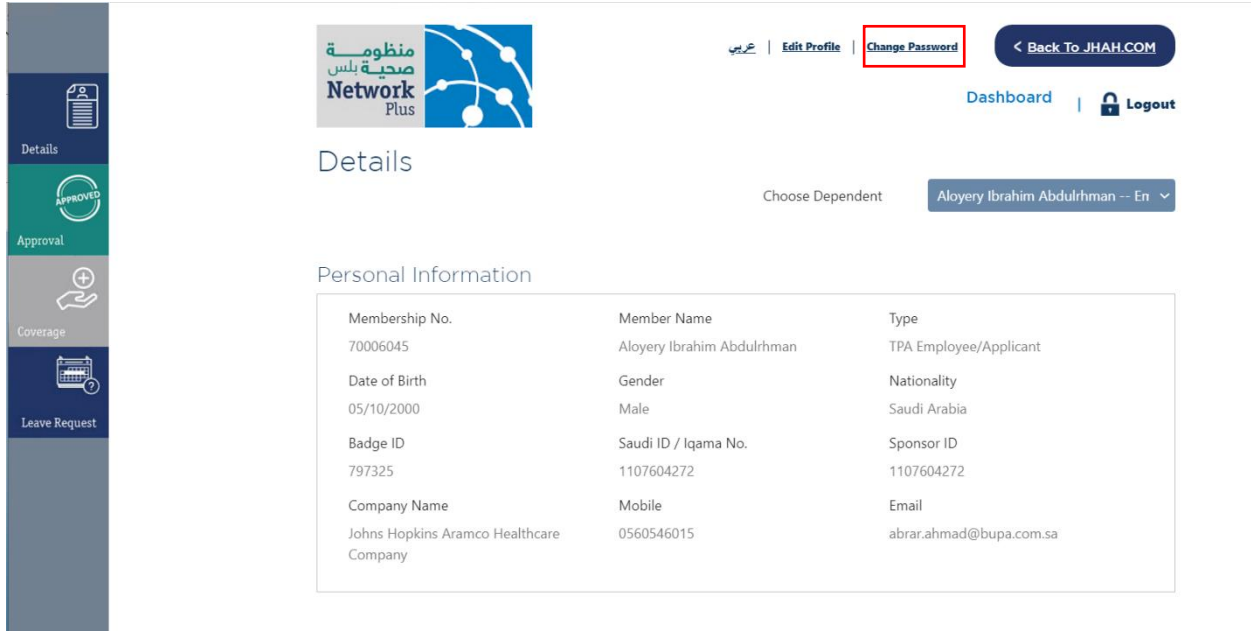 منظومـــــة
صحيـــة بلس
Network
Plus
عربي | Edit Profile | Change Password
< Back To JHAH.COM
Dashboard | Logout
Details
APPROVED
Approval
Coverage
Leave Request
Details
Choose Dependent
Aloyery Ibrahim Abdulrhman -- En
Personal Information
Membership No. Member Name Type
70006045 Aloyery Ibrahim Abdulrhman TPA Employee/Applicant
Date of Birth Gender Nationality
05/10/2000 Male Saudi Arabia
Badge ID Saudi ID / Iqama No. Sponsor ID
797325 1107604272 1107604272
Company Name Mobile Email
Johns Hopkins Aramco Healthcare 0560546015 abrar.ahmad@bupa.com.sa
Company